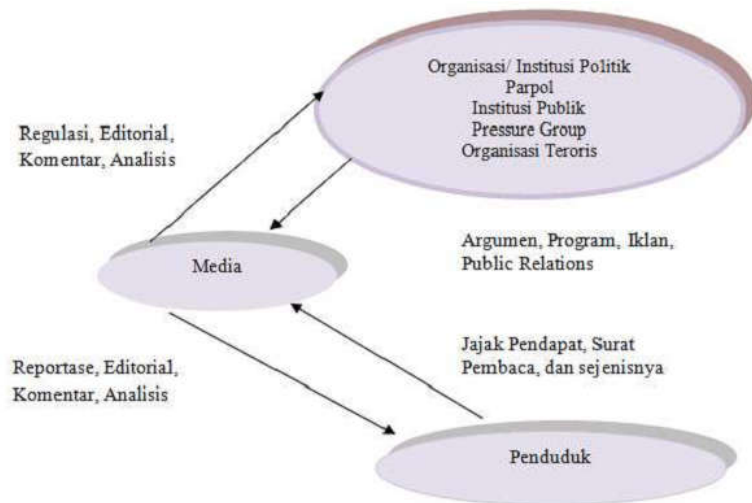 Organisasi/ Institusi Politik
Parpol
Institusi Publik
Pressure Group
Organisasi Teroris
Regulasi, Editorial,
Komentar, Analisis
Argumen, Program, Iklan,
Public Relations
Media
Jajak Pendapat, Surat
Pembaca, dan sejenisnya
Reportase, Editorial,
Komentar, Analisis
Penduduk